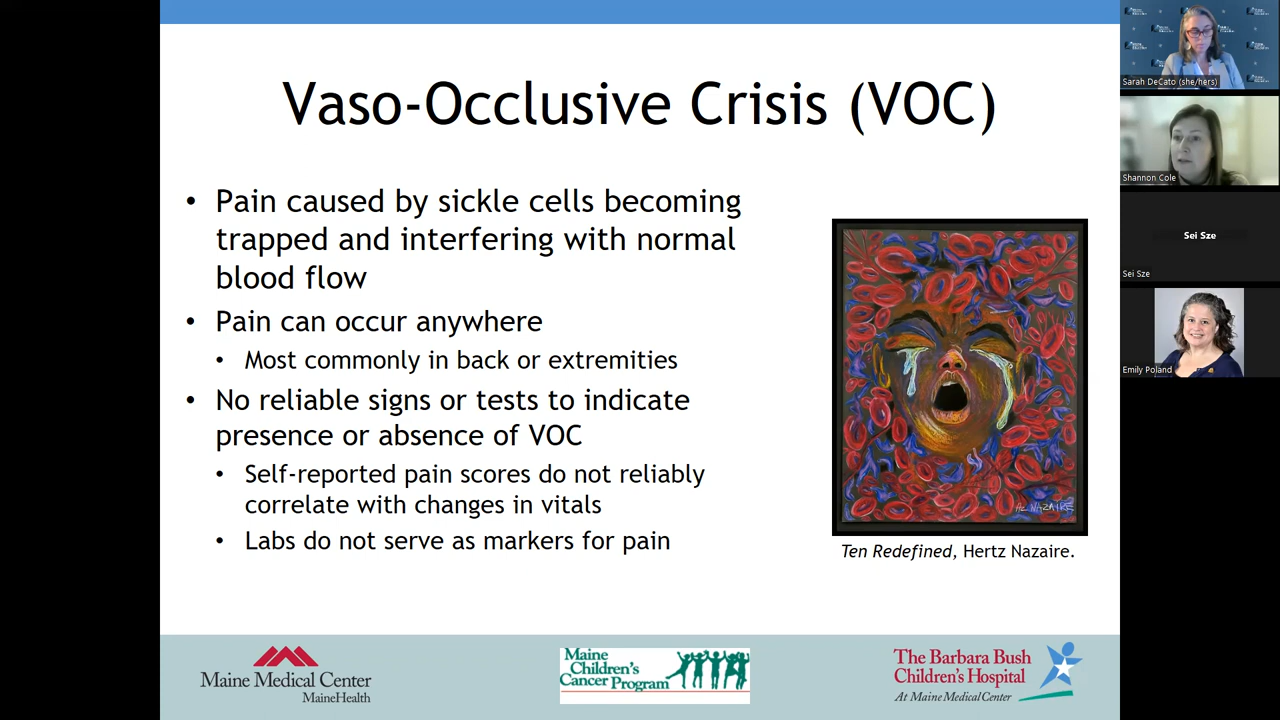 Vaso-Occlusive Crisis (VOC)
• Pain caused by sickle cells becoming
trapped and interfering with normal
blood flow
• Pain can occur anywhere
• Most commonly in back or extremities
• No reliable signs or tests to indicate
presence or absence of VOC
• Self-reported pain scores do not reliably
correlate with changes in vitals
• Labs do not serve as markers for pain
Ten Redefined, Hertz Nazaire.
Maine Medical Center
MaineHealth
Maine
Children's
Cancer Program
The Barbara Bush
Children's Hospital
At Maine Medical Center
Sarah DeCato (she/hers)
Shannon Cole
Sei Sze
Sei Sze
Emily Poland